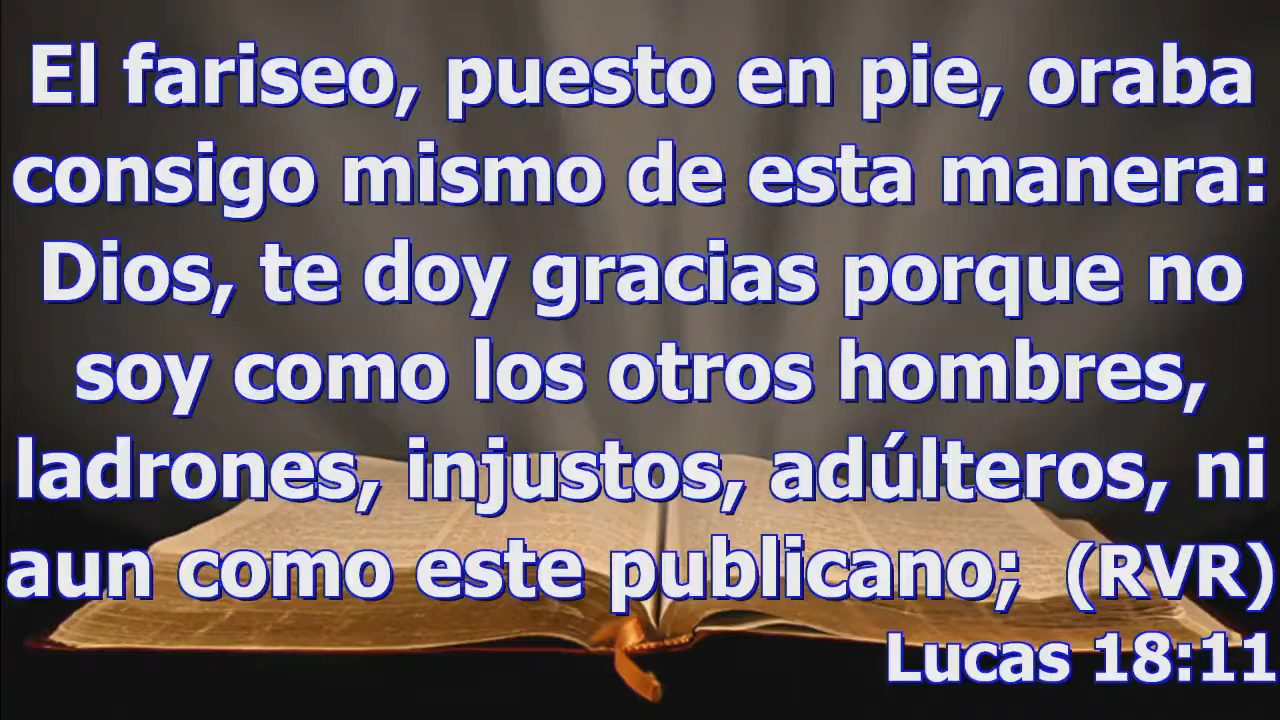 El fariseo, puesto en pie, oraba
consigo mismo de esta manera:
Dios, te doy gracias porque no
soy como los otros hombres,
ladrones, injustos, adúlteros, ni
aun como este publicano; (RVR)
Lucas 18:11